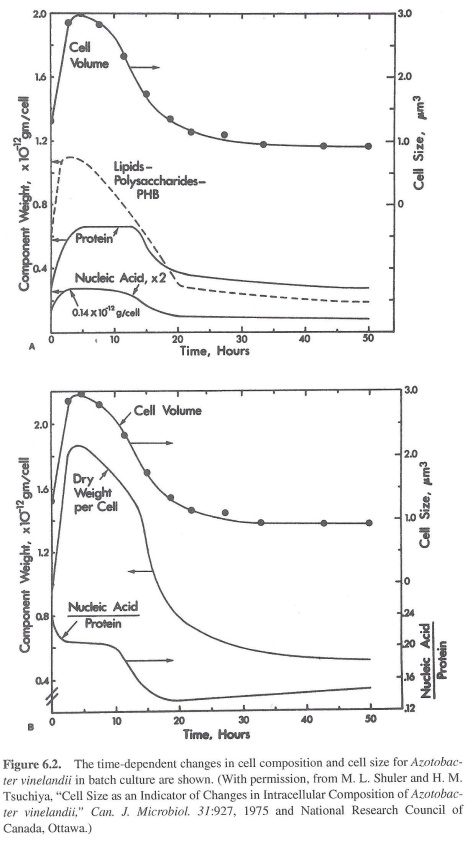 2.0
1.6
1.2
0.8
0.4
Component Weight, x10⁻¹² gm/cell
3.0
2.0
1.0
0
Cell Size, μm³
Cell
Volume
Lipids–
Polysaccharides–
PHB
Protein
Nucleic Acid, x2
0.14 X 10⁻¹² g/cell
0 10 20 30 40 50
A
Time, Hours
2.0
1.6
1.2
0.8
0.4
Component Weight, x10⁻¹² gm/cell
3.0
2.0
1.0
0
Cell Size, μm³
.24
.20
.16
.12
Nucleic Acid
Protein
Cell Volume
Dry
Weight
per Cell
Nucleic Acid
Protein
0 10 20 30 40 50
B
Time, Hours
Figure 6.2. The time-dependent changes in cell composition and cell size for Azotobac-
ter vinelandii in batch culture are shown. (With permission, from M. L. Shuler and H. M.
Tsuchiya, “Cell Size as an Indicator of Changes in Intracellular Composition of Azotobac-
ter vinelandii,” Can. J. Microbiol. 31:927, 1975 and National Research Council of
Canada, Ottawa.)